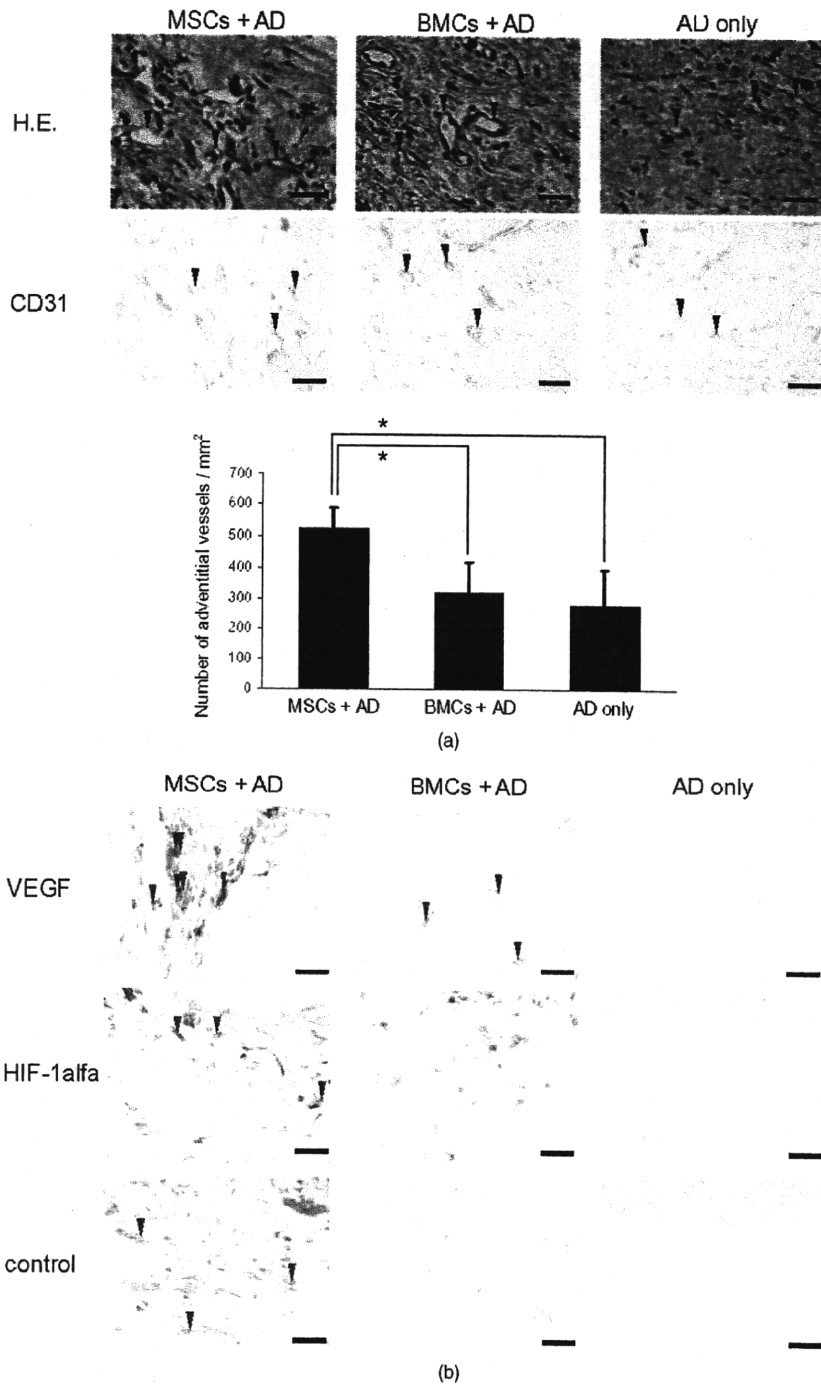 MSCs + AD BMCs + AD AD only
H.E.
CD31
*
*
Number of adventitial vessels / mm²
700
600
500
400
300
200
100
0
MSCs + AD BMCs + AD AD only
(a)
MSCs + AD BMCs + AD AD only
VEGF
HIF-1alfa
control
(b)